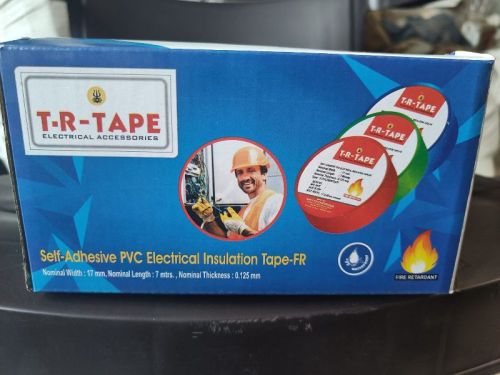 T-R-TAPE
ELECTRICAL ACCESSORIES
T-R-TAPE
T-R-TAPE
T-R-TAPE
Self-Adhesive PVC Electrical Insulation Tape-FR
Nominal Width : 17 mm, Nominal Length : 7 mtrs., Nominal Thickness : 0.125 mm
FIRE RETARDANT